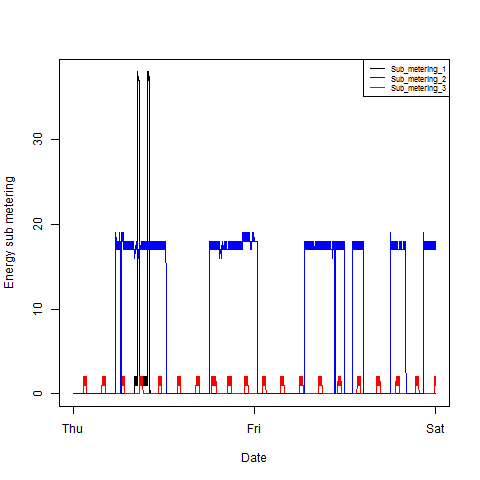 Sub_metering_1
Sub_metering_2
Sub_metering_3
Energy sub metering
30
20
10
0
Thu
Fri
Sat
Date